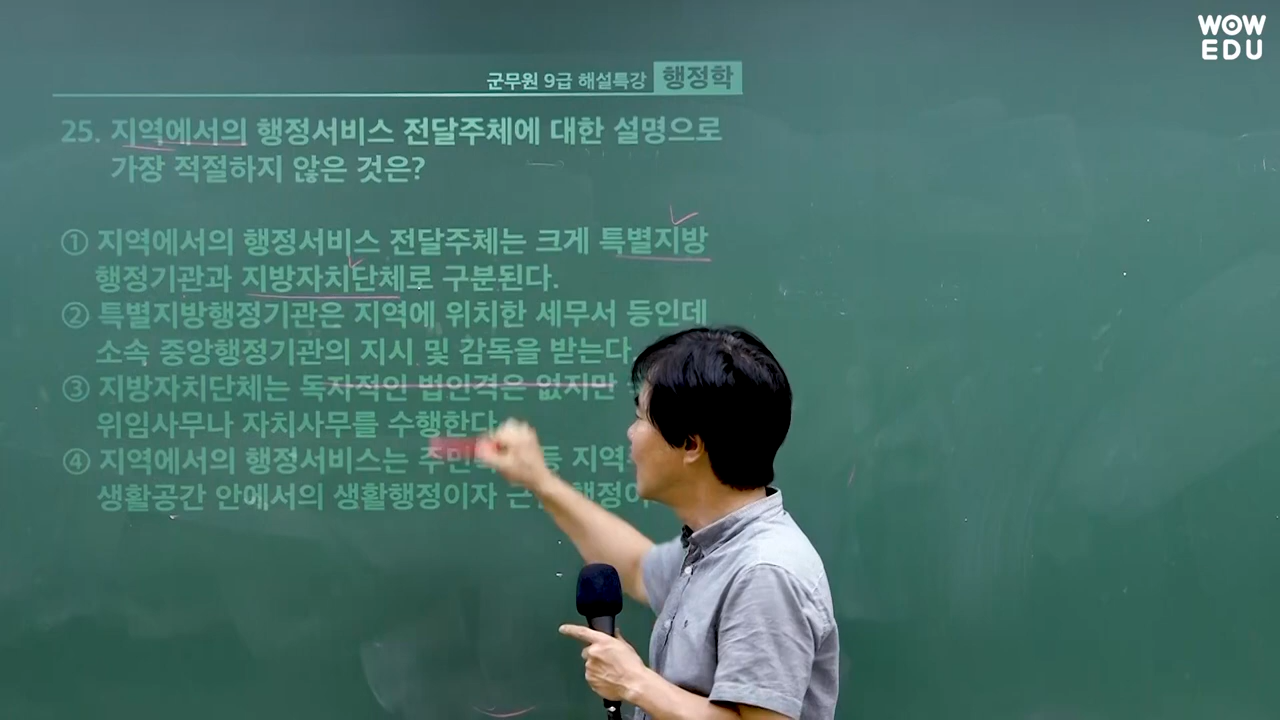 WOW
EDU
군무원 9급 해설특강 행정학
25. 지역에서의 행정서비스 전달주체에 대한 설명으로
가장 적절하지 않은 것은?
① 지역에서의 행정서비스 전달주체는 크게 특별지방
행정기관과 지방자치단체로 구분된다.
② 특별지방행정기관은 지역에 위치한 세무서 등인데
소속 중앙행정기관의 지시 및 감독을 받는다.
③ 지방자치단체는 독자적인 법인격은 없지만
위임사무나 자치사무를 수행한다.
④ 지역에서의 행정서비스는 등
생활공간 안에서의 생활행정이자